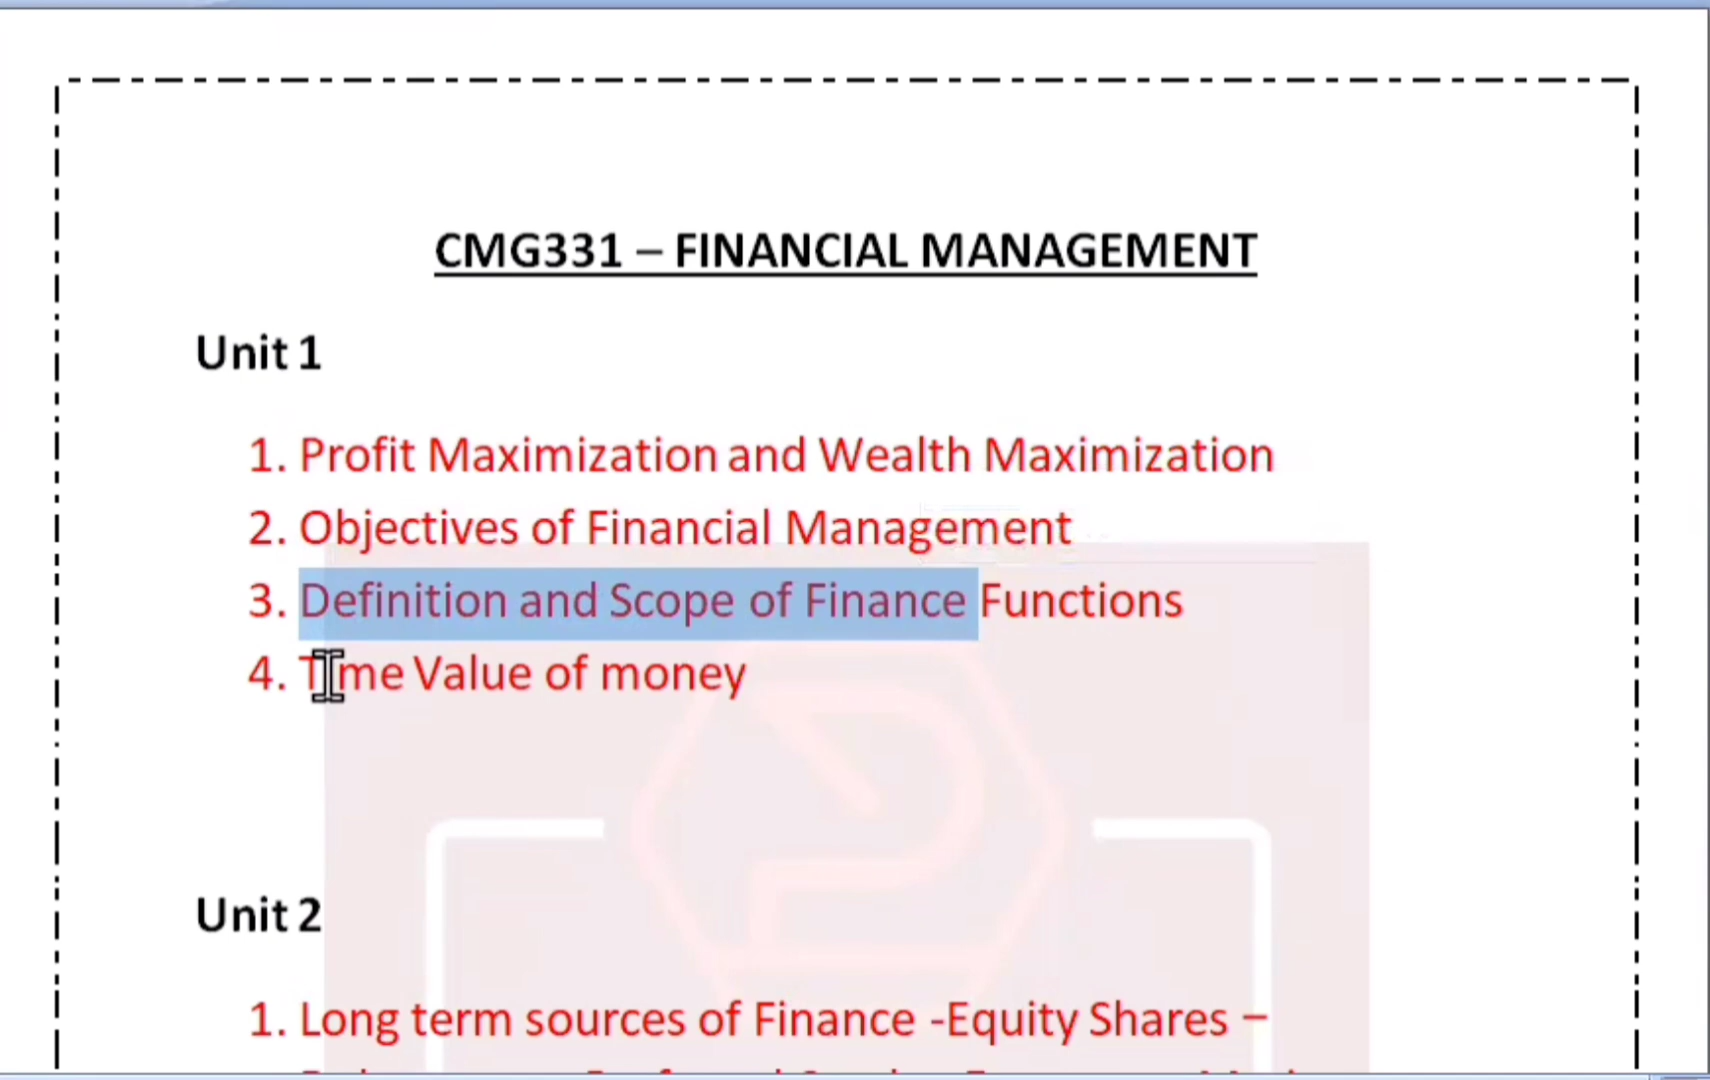 CMG331 – FINANCIAL MANAGEMENT
Unit 1
1. Profit Maximization and Wealth Maximization
2. Objectives of Financial Management
3. Definition and Scope of Finance Functions
4. Time Value of money
Unit 2
1. Long term sources of Finance -Equity Shares –